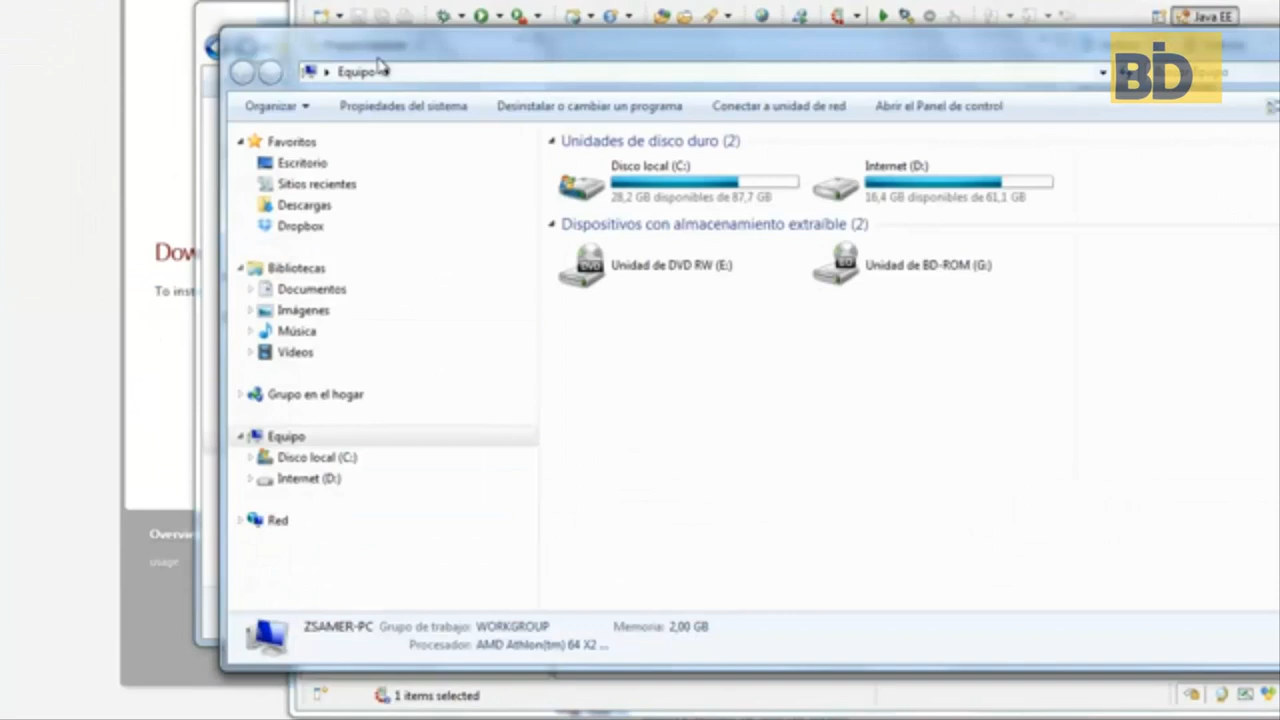 Java EE
BD
Equipo
Organizar
Propiedades del sistema
Desinstalar o cambiar un programa
Conectar a unidad de red
Abrir el Panel de control
Favoritos
Escritorio
Sitios recientes
Descargas
Dropbox
Bibliotecas
Documentos
Imágenes
Música
Vídeos
Grupo en el hogar
Equipo
Disco local (C:)
Internet (D:)
Red
Unidades de disco duro (2)
Disco local (C:)
28,2 GB disponibles de 87,7 GB
Internet (D:)
16,4 GB disponibles de 61,1 GB
Dispositivos con almacenamiento extraíble (2)
DVD
Unidad de DVD RW (E:)
BD
Unidad de BD-ROM (G:)
Dow
To inst
Overvie
usage
ZSAMER-PC Grupo de trabajo: WORKGROUP Memoria: 2,00 GB
Procesador: AMD Athlon(tm) 64 X2 ...
1 items selected